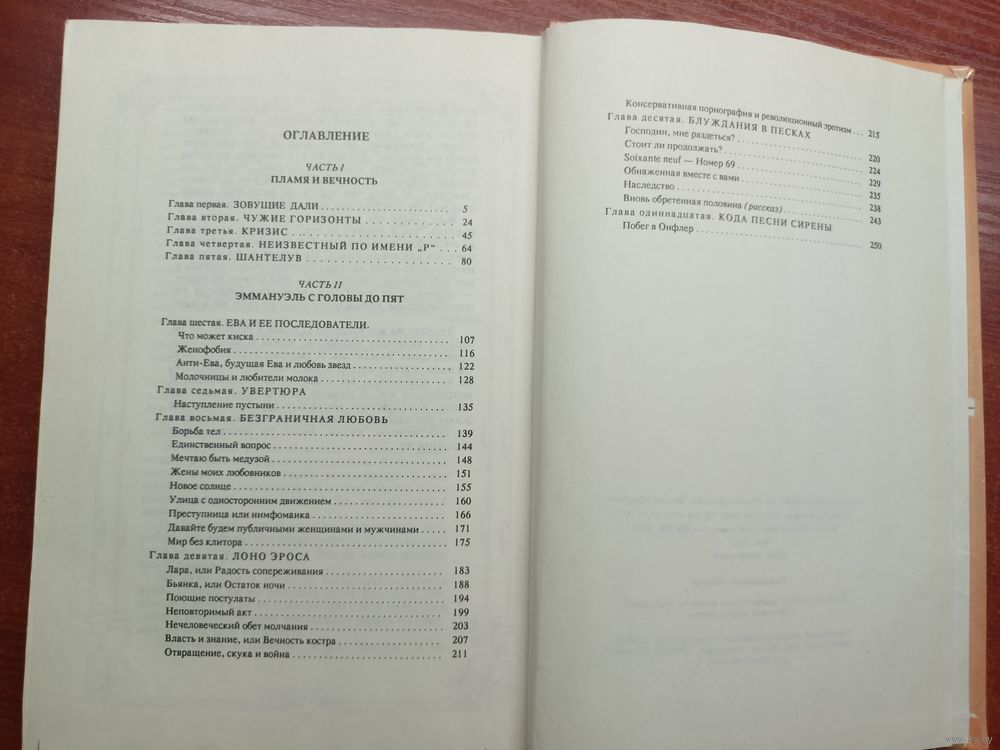 ОГЛАВЛЕНИЕ
ЧАСТЬ I
ПЛАМЯ И ВЕЧНОСТЬ
Глава первая. ЗОВУЩИЕ ДАЛИ 5
Глава вторая. ЧУЖИЕ ГОРИЗОНТЫ 24
Глава третья. КРИЗИС 45
Глава четвертая. НЕИЗВЕСТНЫЙ ПО ИМЕНИ „Р“ 64
Глава пятая. ШАНТЕЛУВ 80
ЧАСТЬ II
ЭММАНУЭЛЬ С ГОЛОВЫ ДО ПЯТ
Глава шестая. ЕВА И ЕЕ ПОСЛЕДОВАТЕЛИ.
Что может киска 107
Женофобия 116
Анти-Ева, будущая Ева и любовь звезд 122
Молочницы и любители молока 128
Глава седьмая. УВЕРТЮРА
Наступление пустыни 135
Глава восьмая. БЕЗГРАНИЧНАЯ ЛЮБОВЬ
Борьба тел 139
Единственный вопрос 144
Мечтаю быть медузой 148
Жены моих любовников 151
Новое солнце 155
Улица с односторонним движением 160
Преступница или нимфоманка 166
Давайте будем публичными женщинами и мужчинами 171
Мир без клитора 175
Глава девятая. ЛОНО ЭРОСА
Лара, или Радость сопереживания 183
Бьянка, или Остаток ночи 188
Поющие постулаты 194
Неповторимый акт 199
Нечеловеческий обет молчания 203
Власть и знание, или Вечность костра 207
Отвращение, скука и война 211
Консервативная порнография и революционный эротизм 215
Глава десятая. БЛУЖДАНИЯ В ПЕСКАХ
Господин, мне раздеться? 220
Стоит ли продолжать? 224
Soixante neuf — Номер 69 229
Обнаженная вместе с вами 235
Наследство 238
Вновь обретенная половина (рассказ) 243
Глава одиннадцатая. КОДА ПЕСНИ СИРЕНЫ
Побег в Онфлер 250